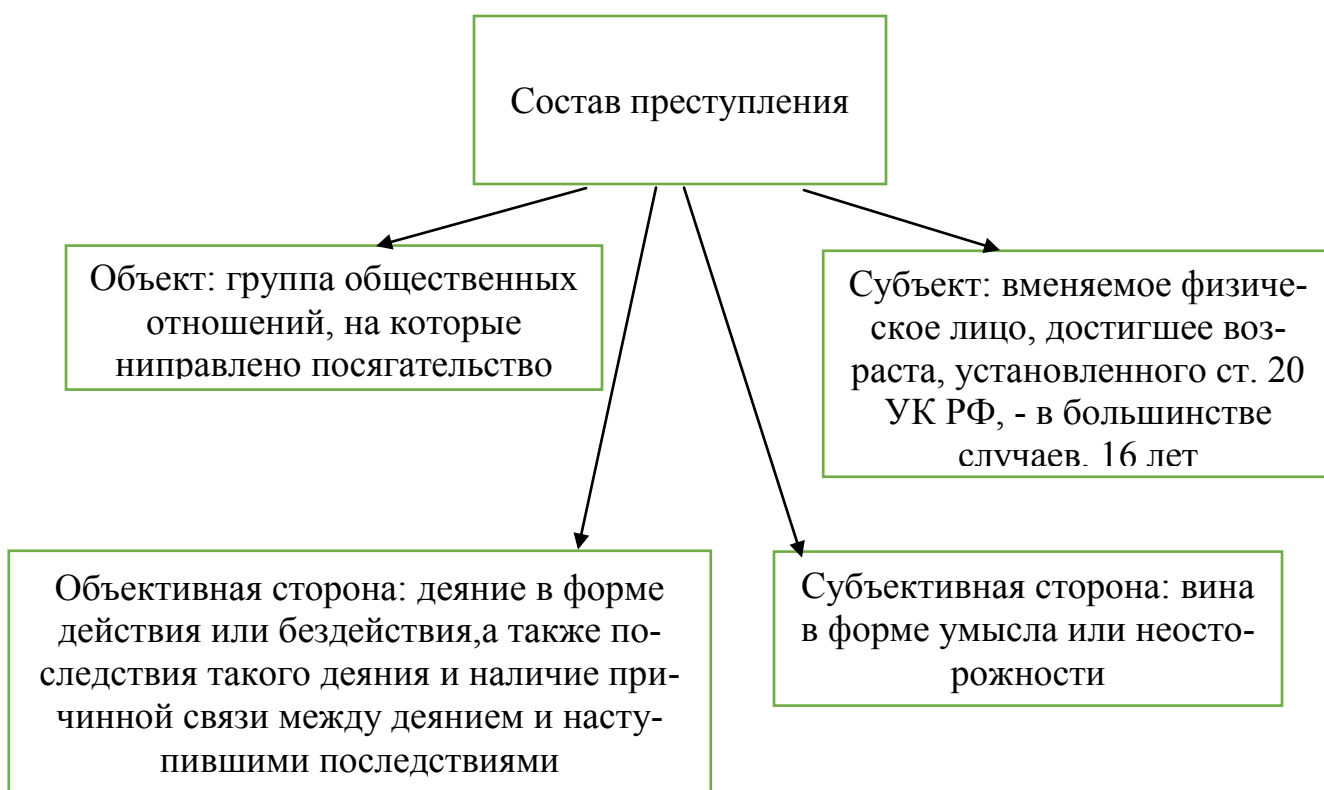 Состав преступления
Объект: группа общественных
отношений, на которые
ниправлено посягательство
Субъект: вменяемое физиче-
ское лицо, достигшее воз-
раста, установленного ст. 20
УК РФ, - в большинстве
случаев, 16 лет
Объективная сторона: деяние в форме
действия или бездействия,а также по-
следствия такого деяния и наличие при-
чинной связи между деянием и насту-
пившими последствиями
Субъективная сторона: вина
в форме умысла или неосто-
рожности